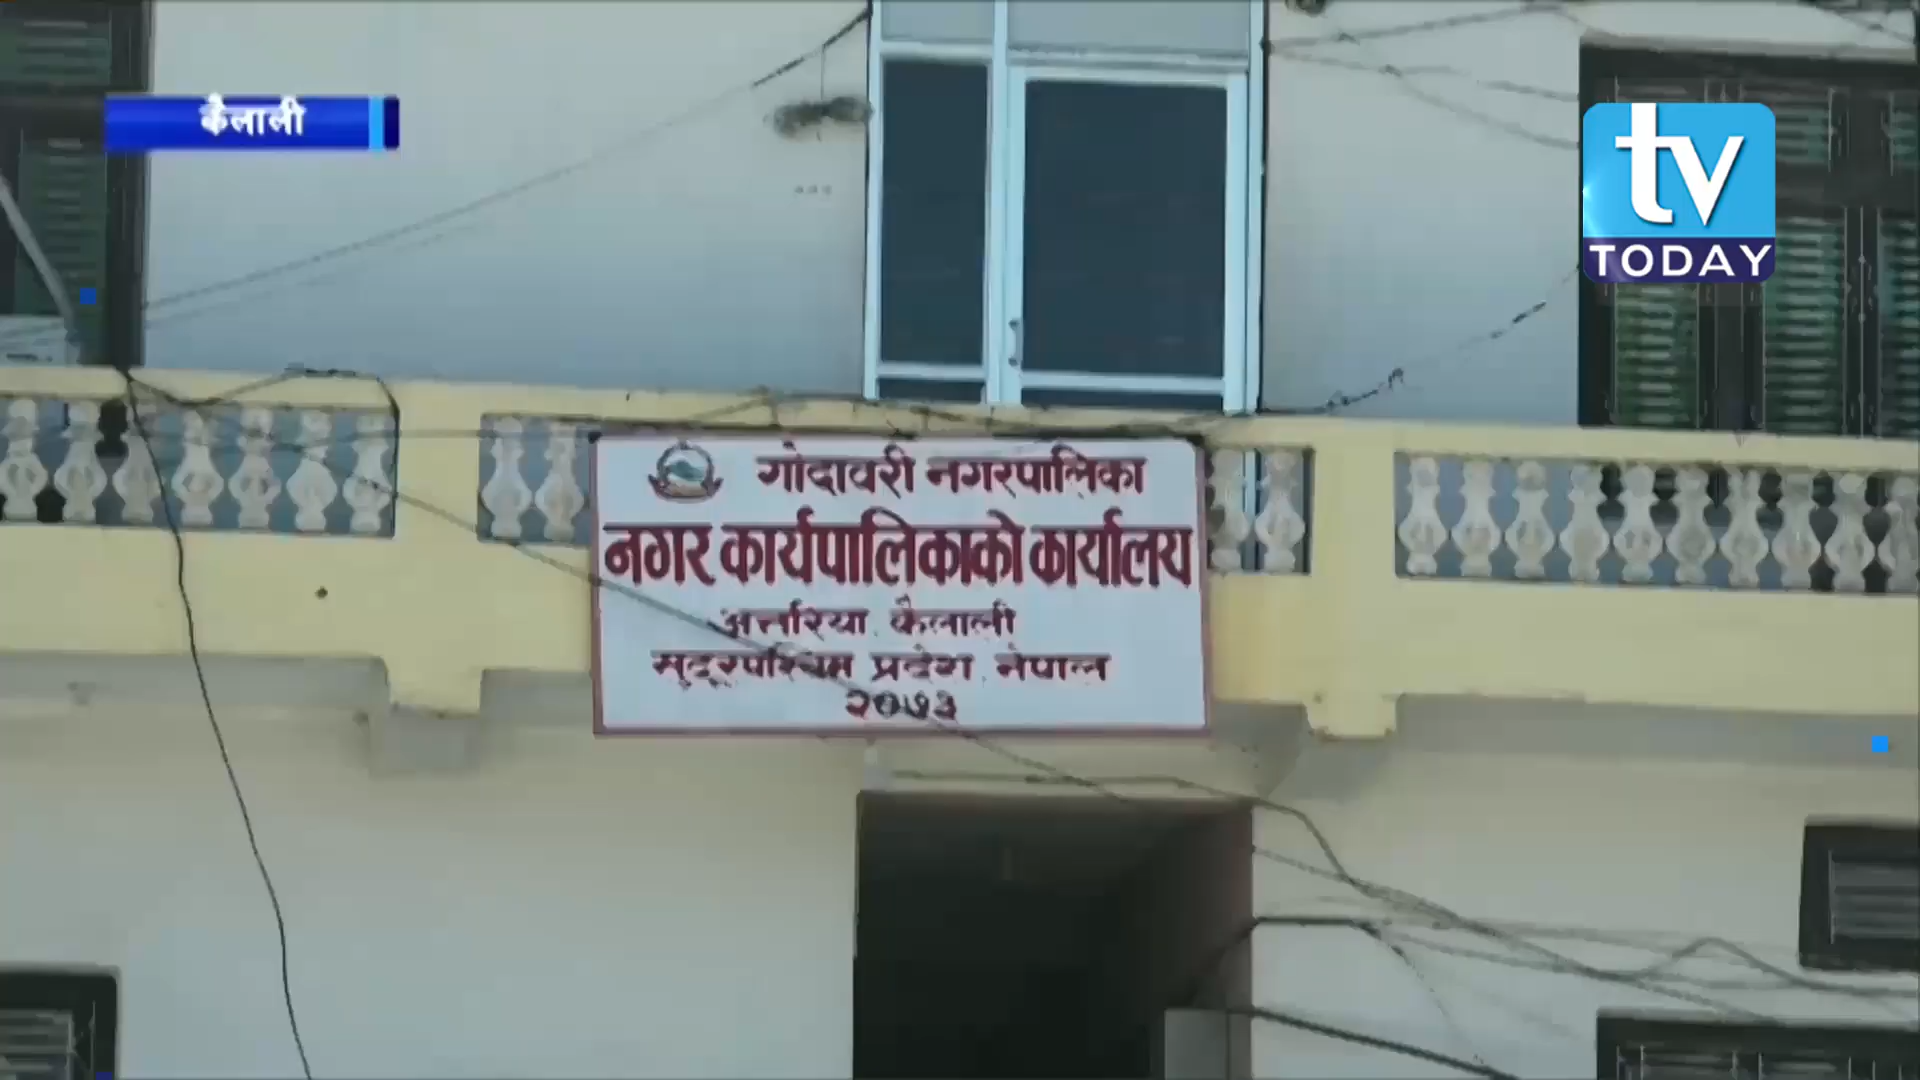 कैलाली
tv
TODAY
गोदावरी नगरपालिका
नगर कार्यपालिकाको कार्यालय
अत्तरिया, कैलाली
सुदूरपश्चिम प्रदेश, नेपाल
२०७३